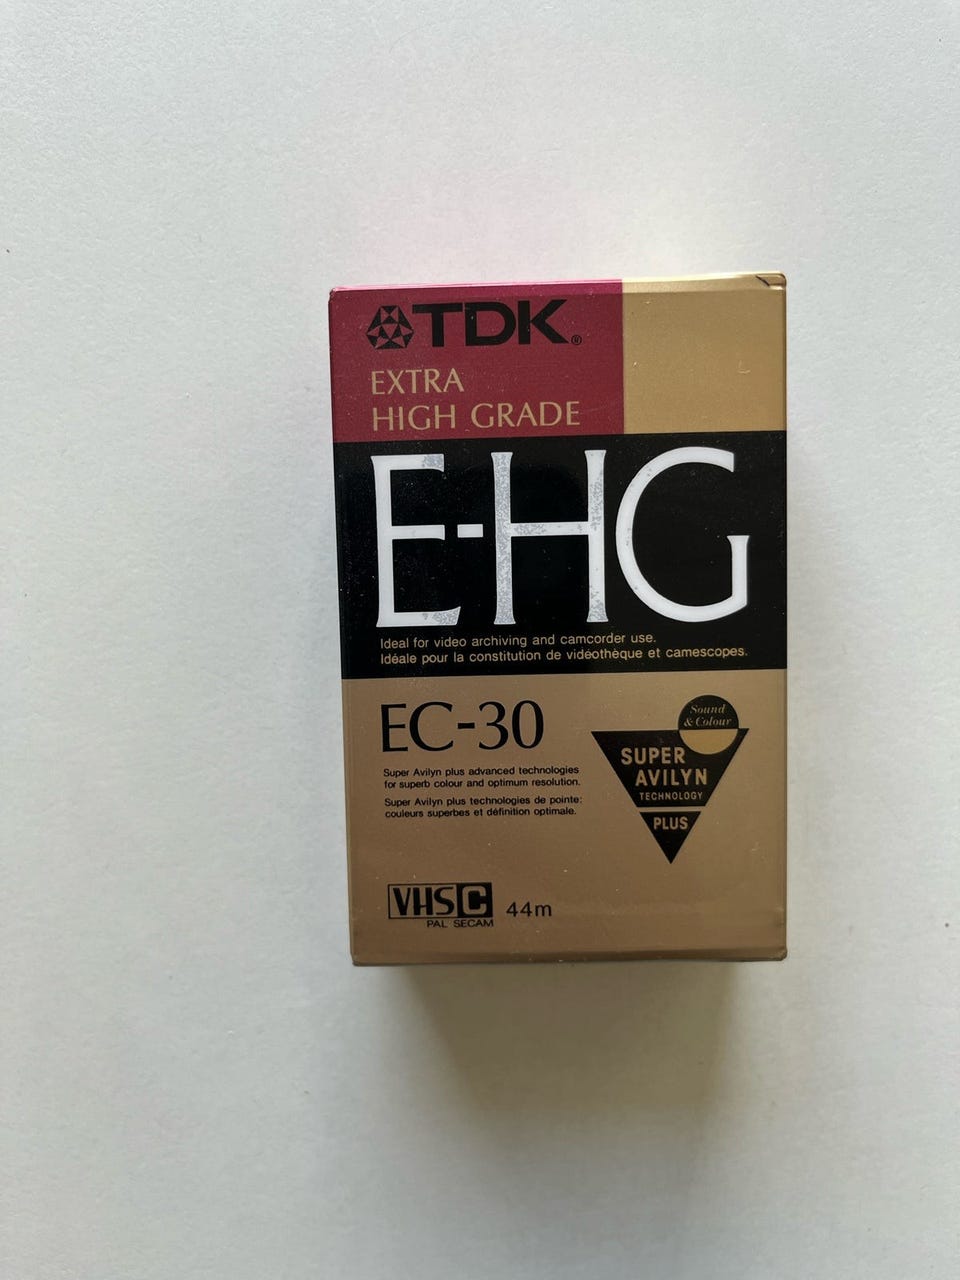 TDK®
EXTRA
HIGH GRADE
E-HG
Ideal for video archiving and camcorder use.
Idéale pour la constitution de vidéothèque et camescopes.
EC-30
Super Avilyn plus advanced technologies
for superb colour and optimum resolution.
Super Avilyn plus technologies de pointe:
couleurs superbes et définition optimale.
Sound
& Colour
SUPER
AVILYN
TECHNOLOGY
PLUS
VHS C
PAL SECAM
44m